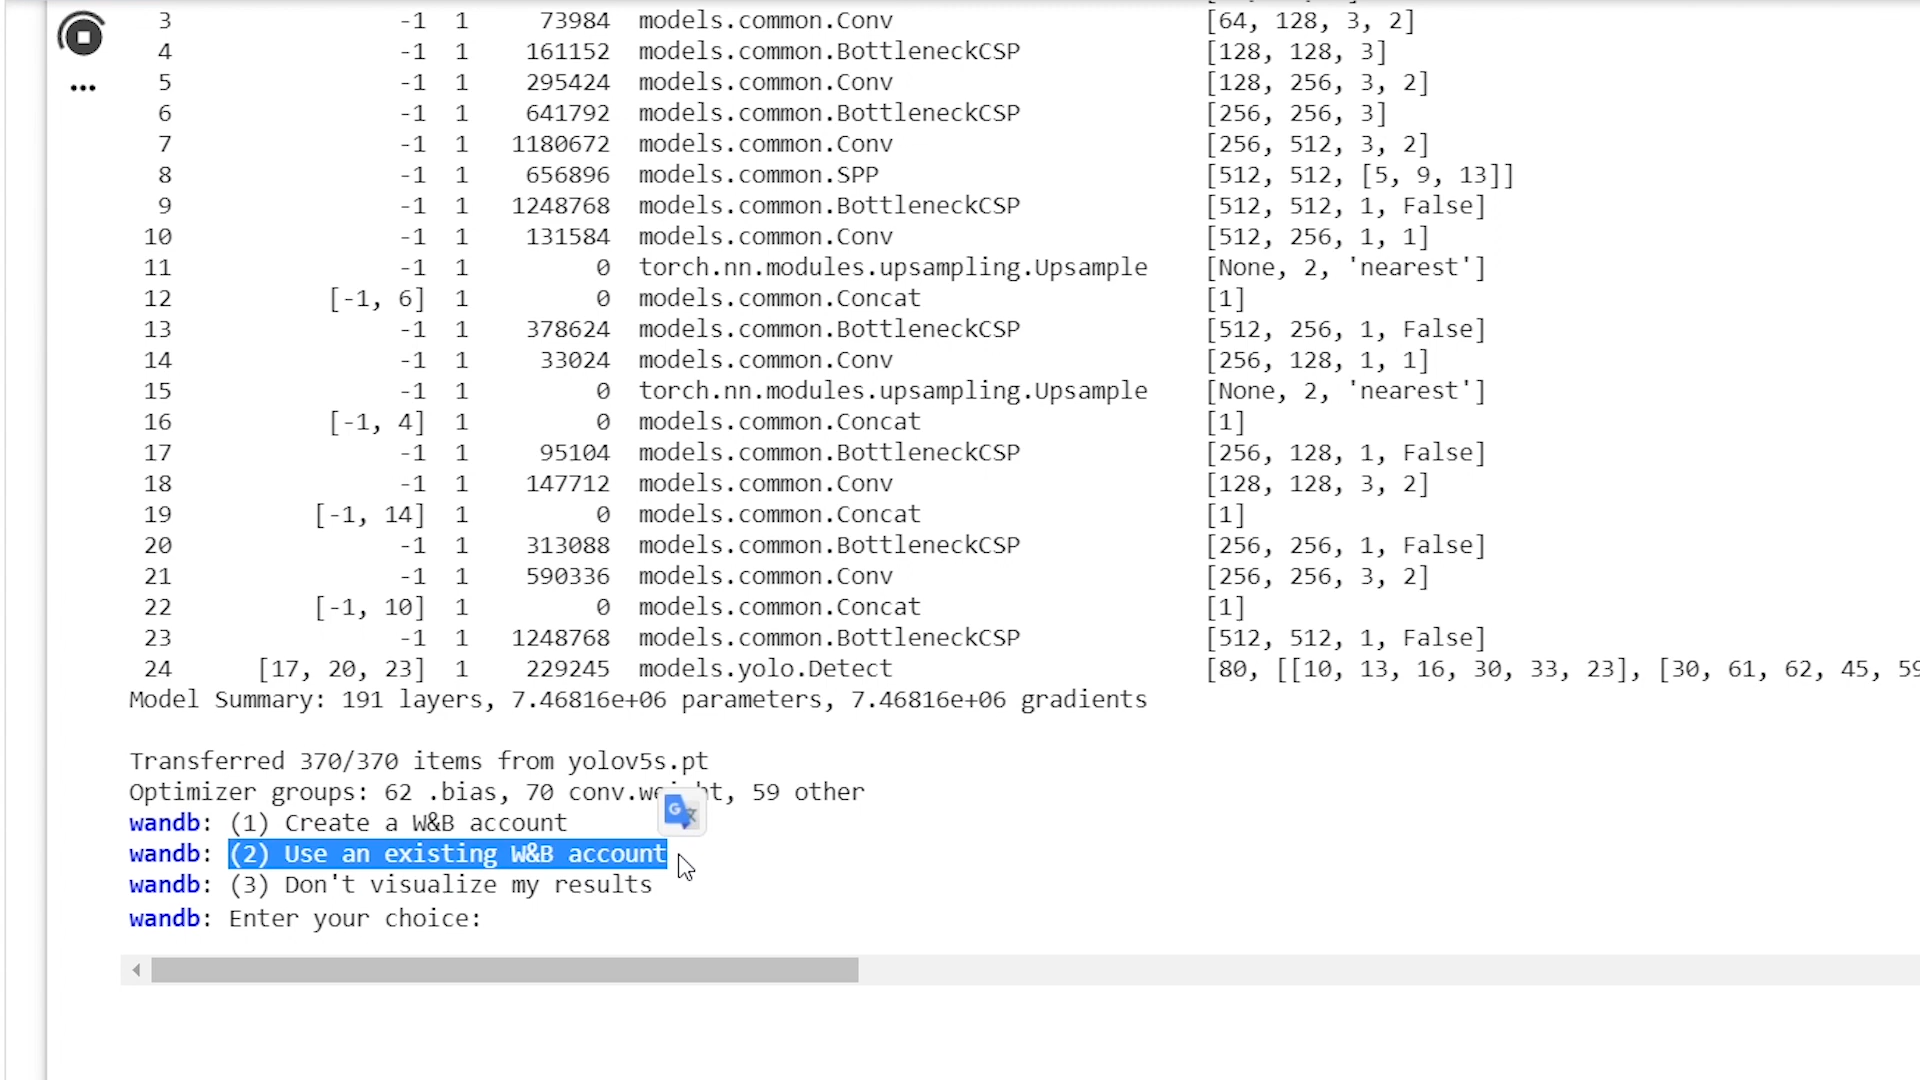 3 -1 1 73984 models.common.Conv [64, 128, 3, 2]
4 -1 1 161152 models.common.BottleneckCSP [128, 128, 3]
5 -1 1 295424 models.common.Conv [128, 256, 3, 2]
6 -1 1 641792 models.common.BottleneckCSP [256, 256, 3]
7 -1 1 1180672 models.common.Conv [256, 512, 3, 2]
8 -1 1 656896 models.common.SPP [512, 512, [5, 9, 13]]
9 -1 1 1248768 models.common.BottleneckCSP [512, 512, 1, False]
10 -1 1 131584 models.common.Conv [512, 256, 1, 1]
11 -1 1 0 torch.nn.modules.upsampling.Upsample [None, 2, 'nearest']
12 [-1, 6] 1 0 models.common.Concat [1]
13 -1 1 378624 models.common.BottleneckCSP [512, 256, 1, False]
14 -1 1 33024 models.common.Conv [256, 128, 1, 1]
15 -1 1 0 torch.nn.modules.upsampling.Upsample [None, 2, 'nearest']
16 [-1, 4] 1 0 models.common.Concat [1]
17 -1 1 95104 models.common.BottleneckCSP [256, 128, 1, False]
18 -1 1 147712 models.common.Conv [128, 128, 3, 2]
19 [-1, 14] 1 0 models.common.Concat [1]
20 -1 1 313088 models.common.BottleneckCSP [256, 256, 1, False]
21 -1 1 590336 models.common.Conv [256, 256, 3, 2]
22 [-1, 10] 1 0 models.common.Concat [1]
23 -1 1 1248768 models.common.BottleneckCSP [512, 512, 1, False]
24 [17, 20, 23] 1 229245 models.yolo.Detect [80, [[10, 13, 16, 30, 33, 23], [30, 61, 62, 45, 59
Model Summary: 191 layers, 7.46816e+06 parameters, 7.46816e+06 gradients
Transferred 370/370 items from yolov5s.pt
Optimizer groups: 62 .bias, 70 conv.weight, 59 other
wandb: (1) Create a W&B account
wandb: (2) Use an existing W&B account
wandb: (3) Don't visualize my results
wandb: Enter your choice: